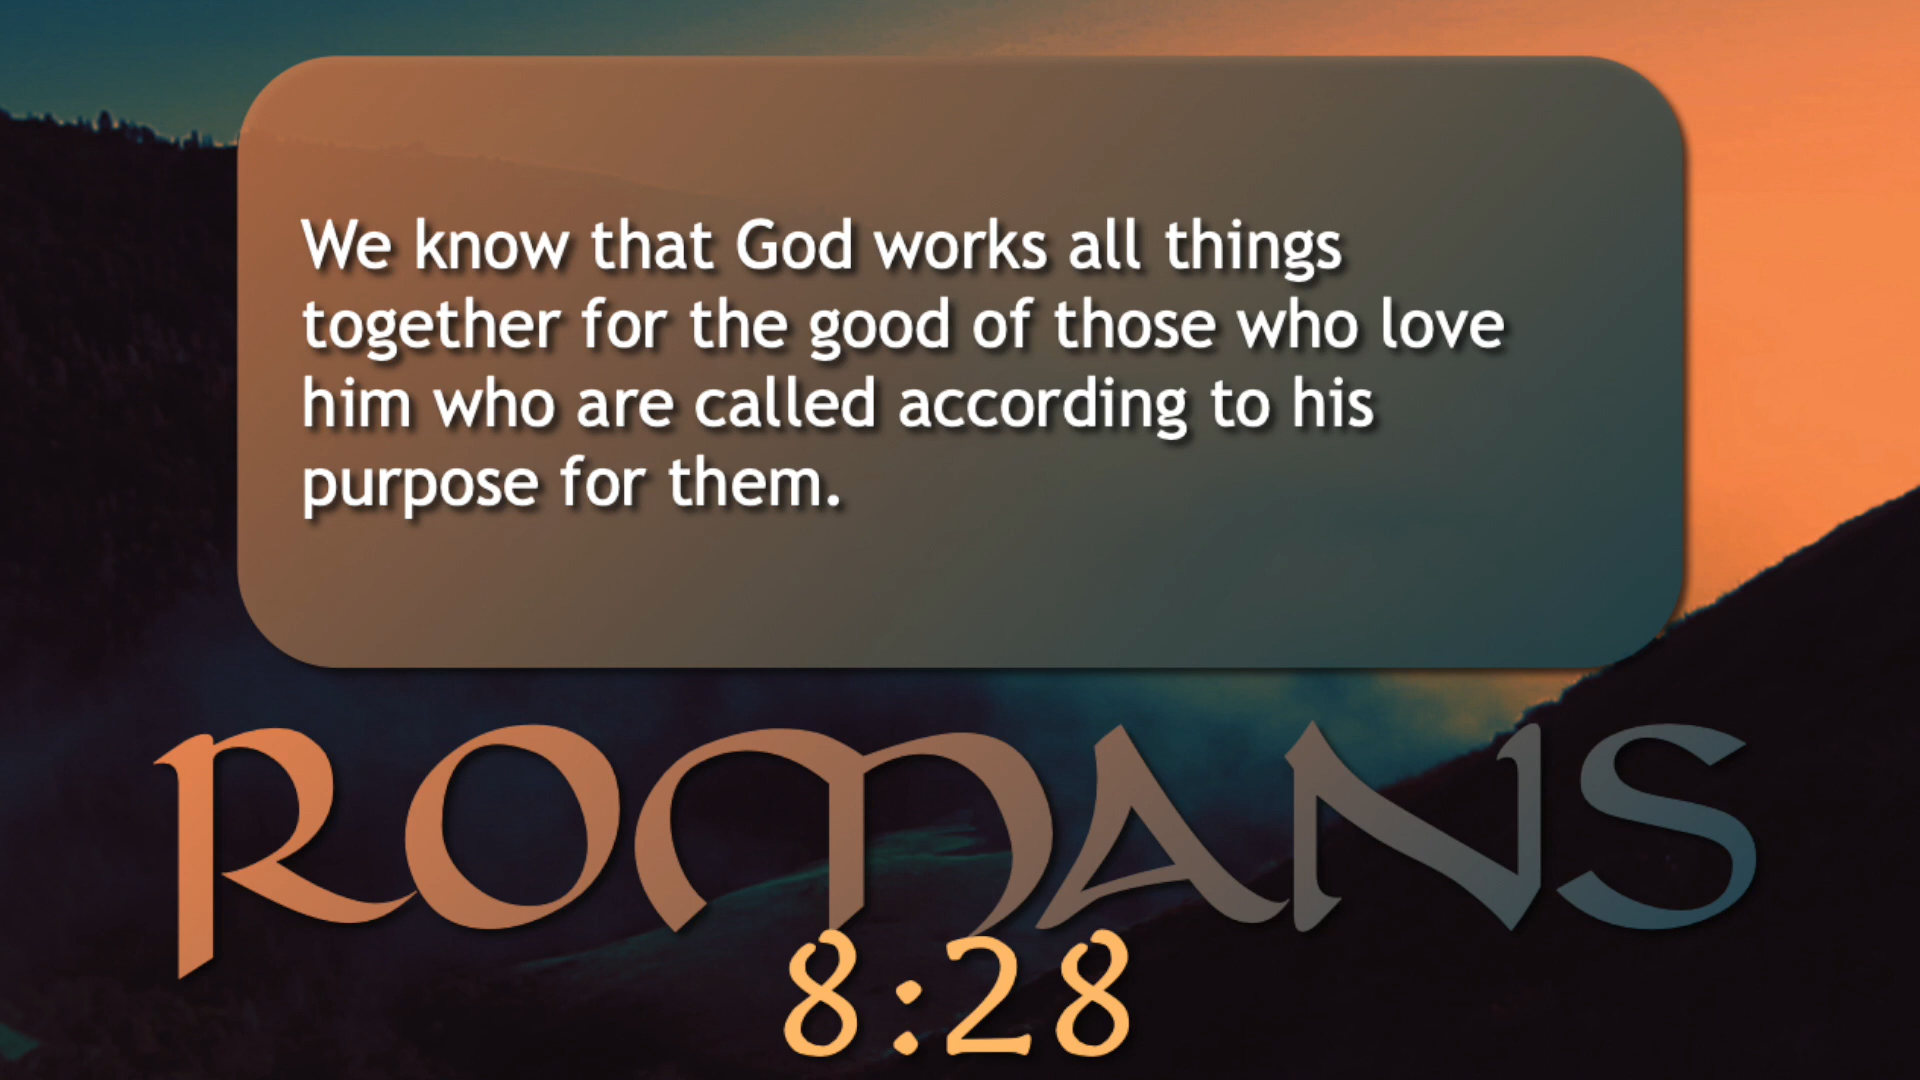 We know that God works all things
together for the good of those who love
him who are called according to his
purpose for them.
ROMANS
8:28